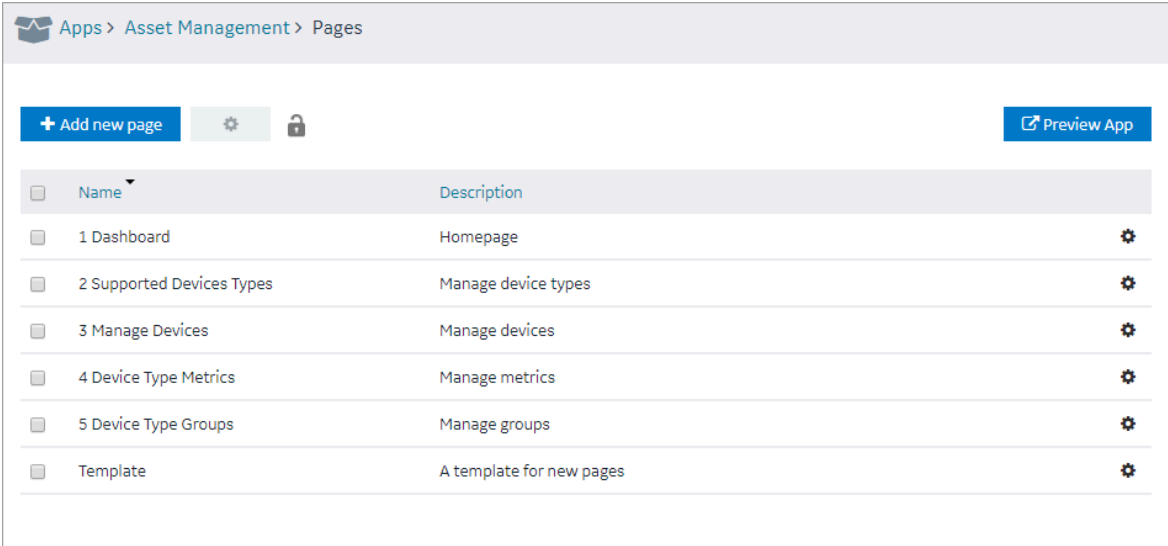 Apps > Asset Management > Pages
+ Add new page
Preview App
Name Description
1 Dashboard Homepage
2 Supported Devices Types Manage device types
3 Manage Devices Manage devices
4 Device Type Metrics Manage metrics
5 Device Type Groups Manage groups
Template A template for new pages